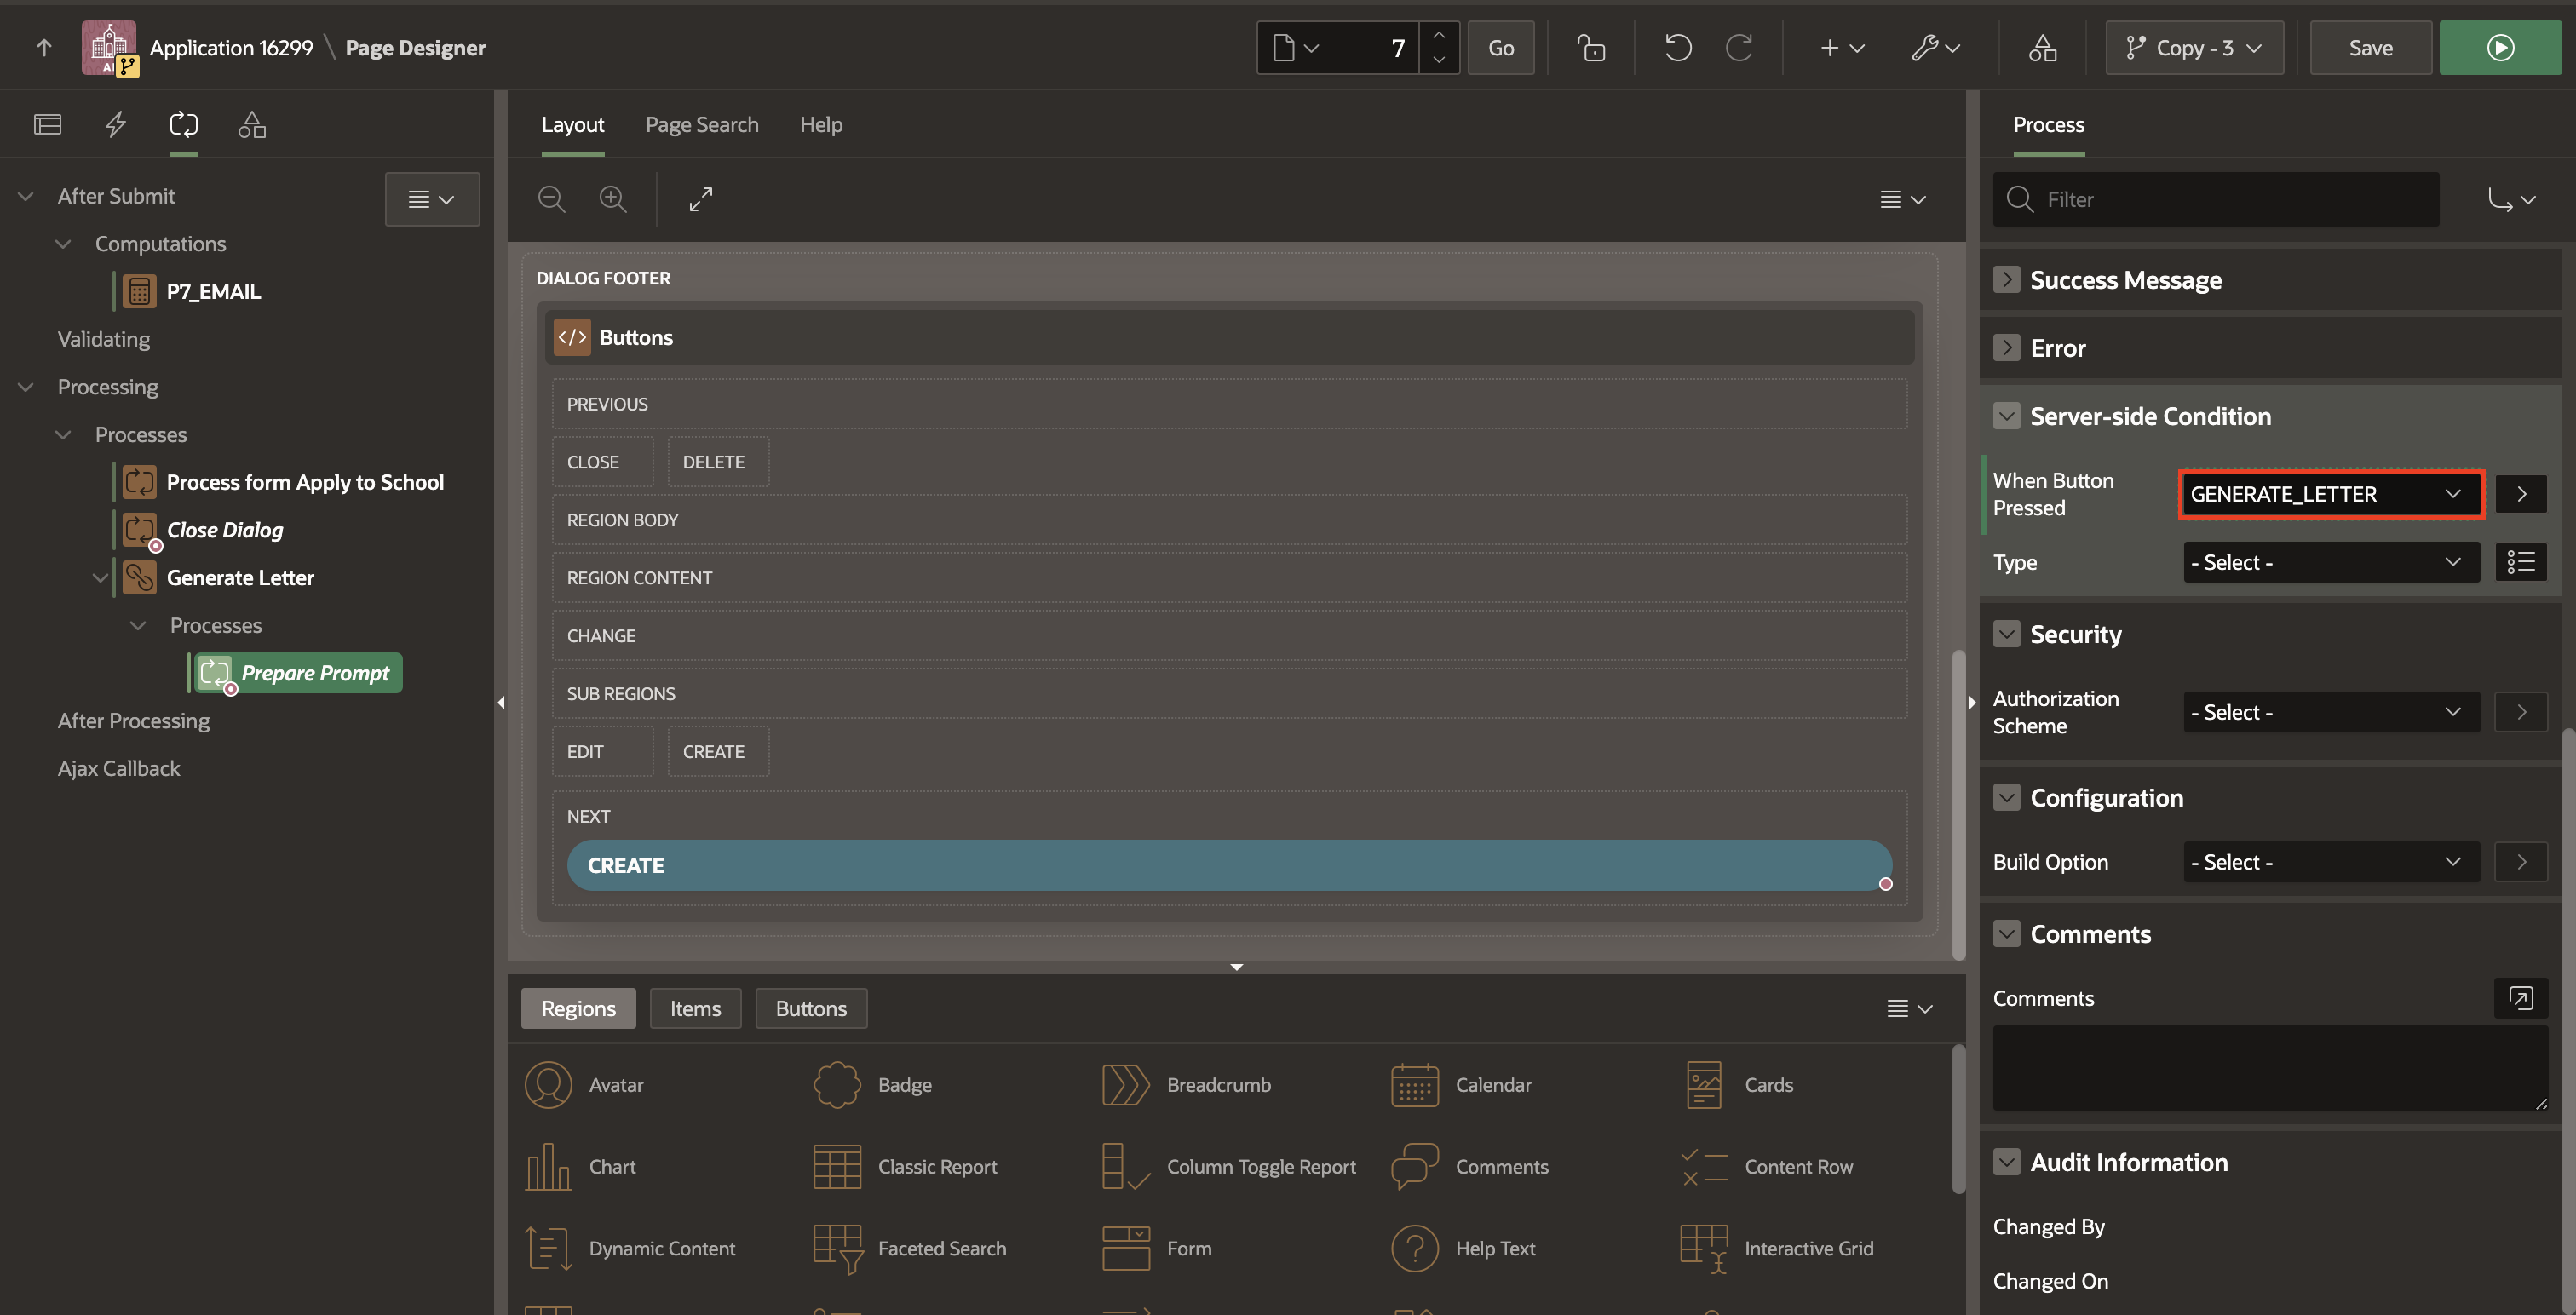 Application 16299 \ Page Designer
7
Go
Copy - 3
Save
After Submit
Computations
P7_EMAIL
Validating
Processing
Processes
Process form Apply to School
Close Dialog
Generate Letter
Processes
Prepare Prompt
After Processing
Ajax Callback
Layout
Page Search
Help
DIALOG FOOTER
</> Buttons
PREVIOUS
CLOSE
DELETE
REGION BODY
REGION CONTENT
CHANGE
SUB REGIONS
EDIT
CREATE
NEXT
CREATE
Regions
Items
Buttons
Avatar
Badge
Breadcrumb
Calendar
Cards
Chart
Classic Report
Column Toggle Report
Comments
Content Row
Dynamic Content
Faceted Search
Form
Help Text
Interactive Grid
Process
Filter
Success Message
Error
Server-side Condition
When Button
Pressed
GENERATE_LETTER
Type
- Select -
Security
Authorization
Scheme
- Select -
Configuration
Build Option
- Select -
Comments
Comments
Audit Information
Changed By
Changed On